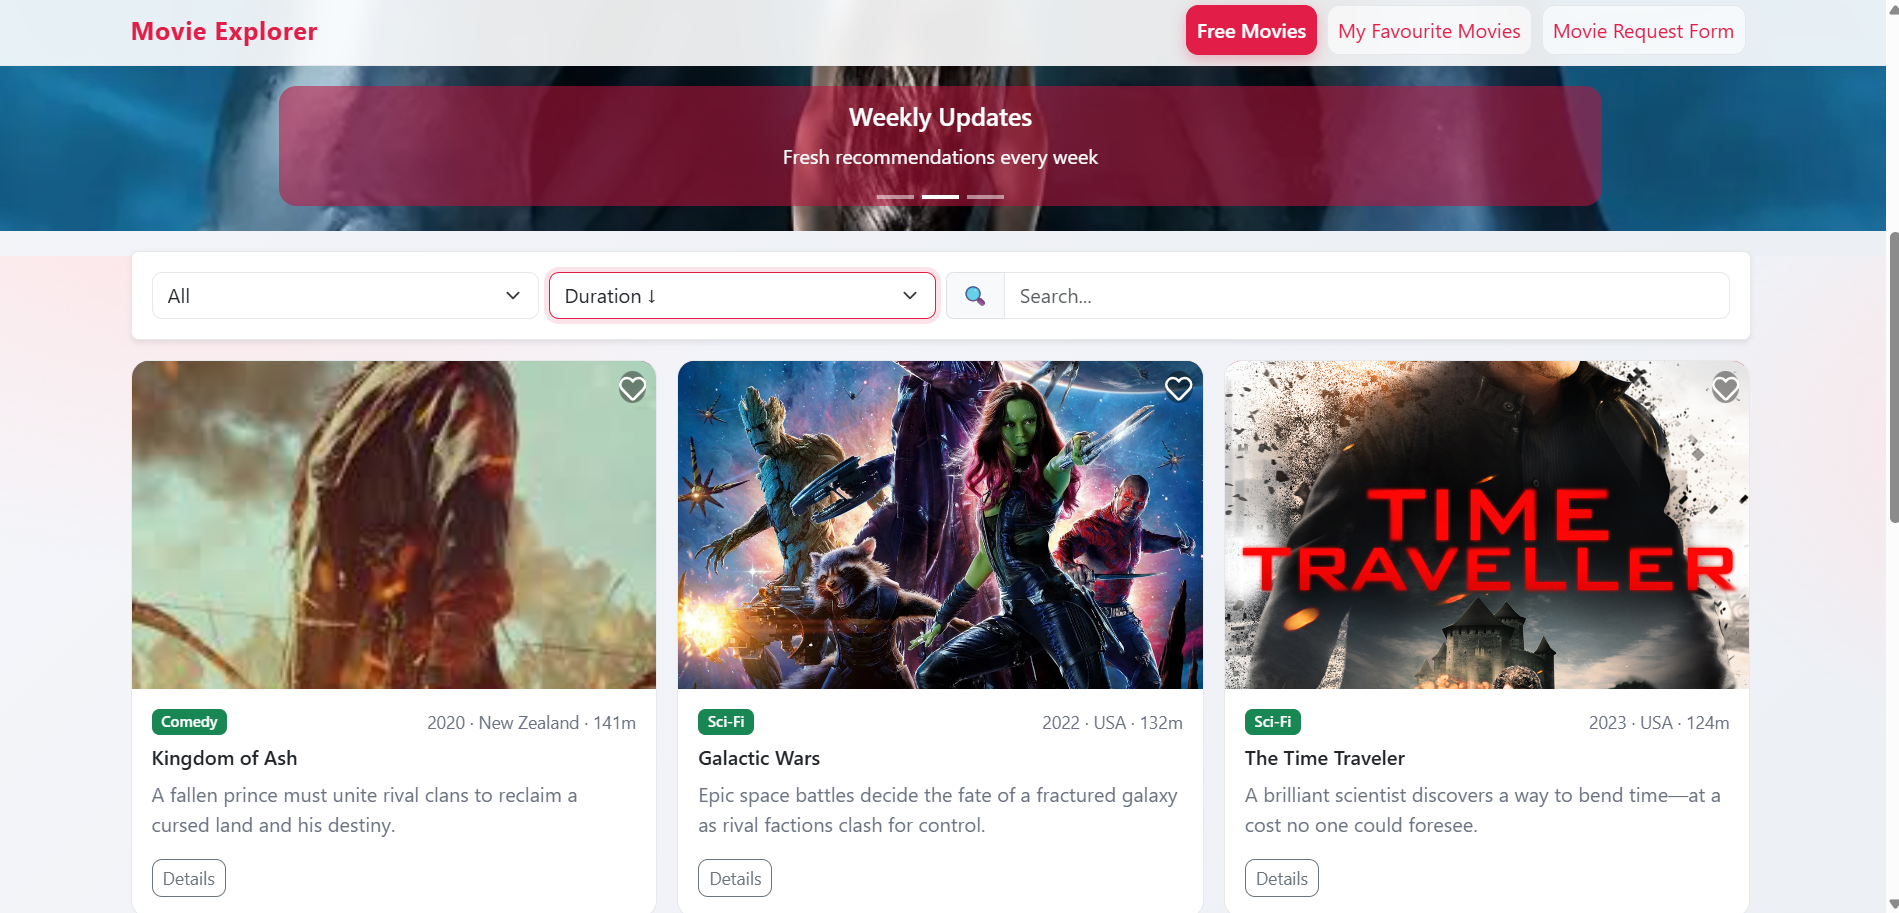 Movie Explorer
Free Movies
My Favourite Movies
Movie Request Form
Weekly Updates
Fresh recommendations every week
All
Duration ↓
Search...
TIME
TRAVELLER
Comedy
2020 · New Zealand · 141m
Kingdom of Ash
A fallen prince must unite rival clans to reclaim a
cursed land and his destiny.
Details
Sci-Fi
2022 · USA · 132m
Galactic Wars
Epic space battles decide the fate of a fractured galaxy
as rival factions clash for control.
Details
Sci-Fi
2023 · USA · 124m
The Time Traveler
A brilliant scientist discovers a way to bend time—at a
cost no one could foresee.
Details